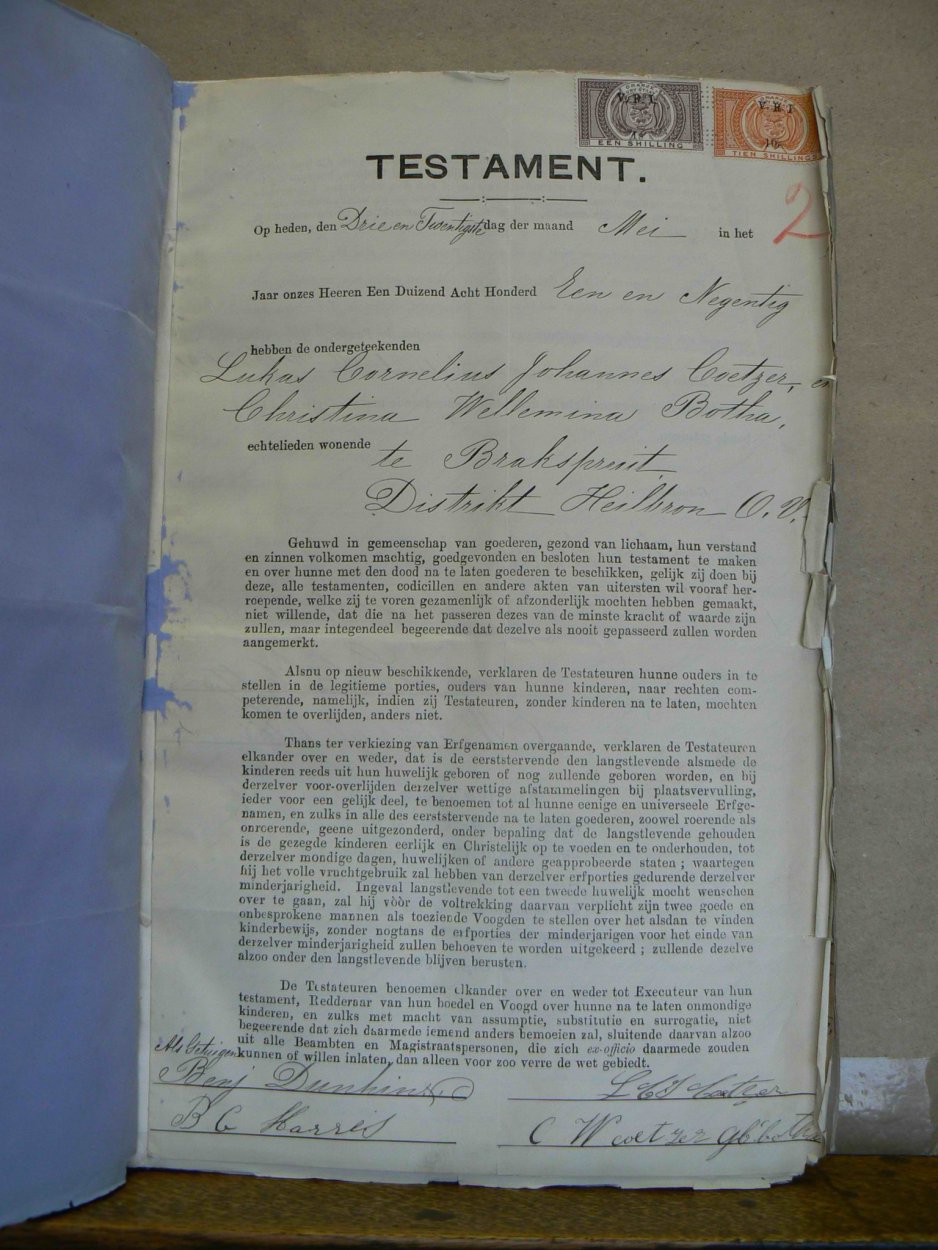 V.R.I.
1s
EEN SHILLING
V.R.I.
10s
TIEN SHILLINGS
TESTAMENT.
2
Op heden, den Drie en Twentigste dag der maand Mei in het
Jaar onzes Heeren Een Duizend Acht Honderd Een en Negentig
hebben de ondergeteekenden
Lukas Cornelius Johannes Coetzer, en
Christina Wellemina Botha,
echtelieden wonende te Brakspruit
Distrikt Heilbron O. V.
Gehuwd in gemeenschap van goederen, gezond van lichaam, hun verstand
en zinnen volkomen machtig, goedgevonden en besloten hun testament te maken
en over hunne met den dood na te laten goederen te beschikken, gelijk zij doen bij
deze, alle testamenten, codicillen en andere akten van uitersten wil vooraf her-
roepende, welke zij te voren gezamenlijk of afzonderlijk mochten hebben gemaakt,
niet willende, dat die na het passeren dezes van de minste kracht of waarde zijn
zullen, maar integendeel begeerende dat dezelve als nooit gepasseerd zullen worden
aangemerkt.
Alsnu op nieuw beschikkende, verklaren de Testateuren hunne ouders in te
stellen in de legitieme porties, ouders van hunne kinderen, naar rechten com-
peterende, namelijk, indien zij Testateuren, zonder kinderen na te laten, mochten
komen te overlijden, anders niet.
Thans ter verkiezing van Erfgenamen overgaande, verklaren de Testateuren
elkander over en weder, dat is de eerststervende den langstlevende alsmede de
kinderen reeds uit hun huwelijk geboren of nog zullende geboren worden, en bij
derzelver voor-overlijden derzelver wettige afstammelingen bij plaatsvervulling,
ieder voor een gelijk deel, te benoemen tot al hunne eenige en universeele Erfge-
namen, en zulks in alle des eerststervende na te laten goederen, zoowel roerende als
onroerende, geene uitgezonderd, onder bepaling dat de langstlevende gehouden
is de gezegde kinderen eerlijk en Christelijk op te voeden en te onderhouden, tot
derzelver mondige dagen, huwelijken of andere geapprobeerde staten ; waartegen
hij het volle vruchtgebruik zal hebben van derzelver erfporties gedurende derzelver
minderjarigheid. Ingeval langstlevende tot een tweede huwelijk mocht wenschen
over te gaan, zal hij vòòr de voltrekking daarvan verplicht zijn twee goede en
onbesprokene mannen als toeziende Voogden te stellen over het alsdan te vinden
kinderbewijs, zonder nogtans de erfporties der minderjarigen voor het einde van
derzelver minderjarigheid zullen behoeven te worden uitgekeerd ; zullende dezelve
alzoo onder den langstlevende blijven berusten.
De Testateuren benoemen elkander over en weder tot Executeur van hun
testament, Redderaar van hun boedel en Voogd over hunne na te laten onmondige
kinderen, en zulks met macht van assumptie, substitutie en surrogatie, niet
begeerende dat zich daarmede iemend anders bemoeien zal, sluitende daarvan alzoo
uit alle Beambten en Magistraatspersonen, die zich ex-officio daarmede zouden
kunnen of willen inlaten, dan alleen voor zoo verre de wet gebiedt.
Als Getuigen
Benj L C J Coetzer
B C Harris C W coetzer gb botha